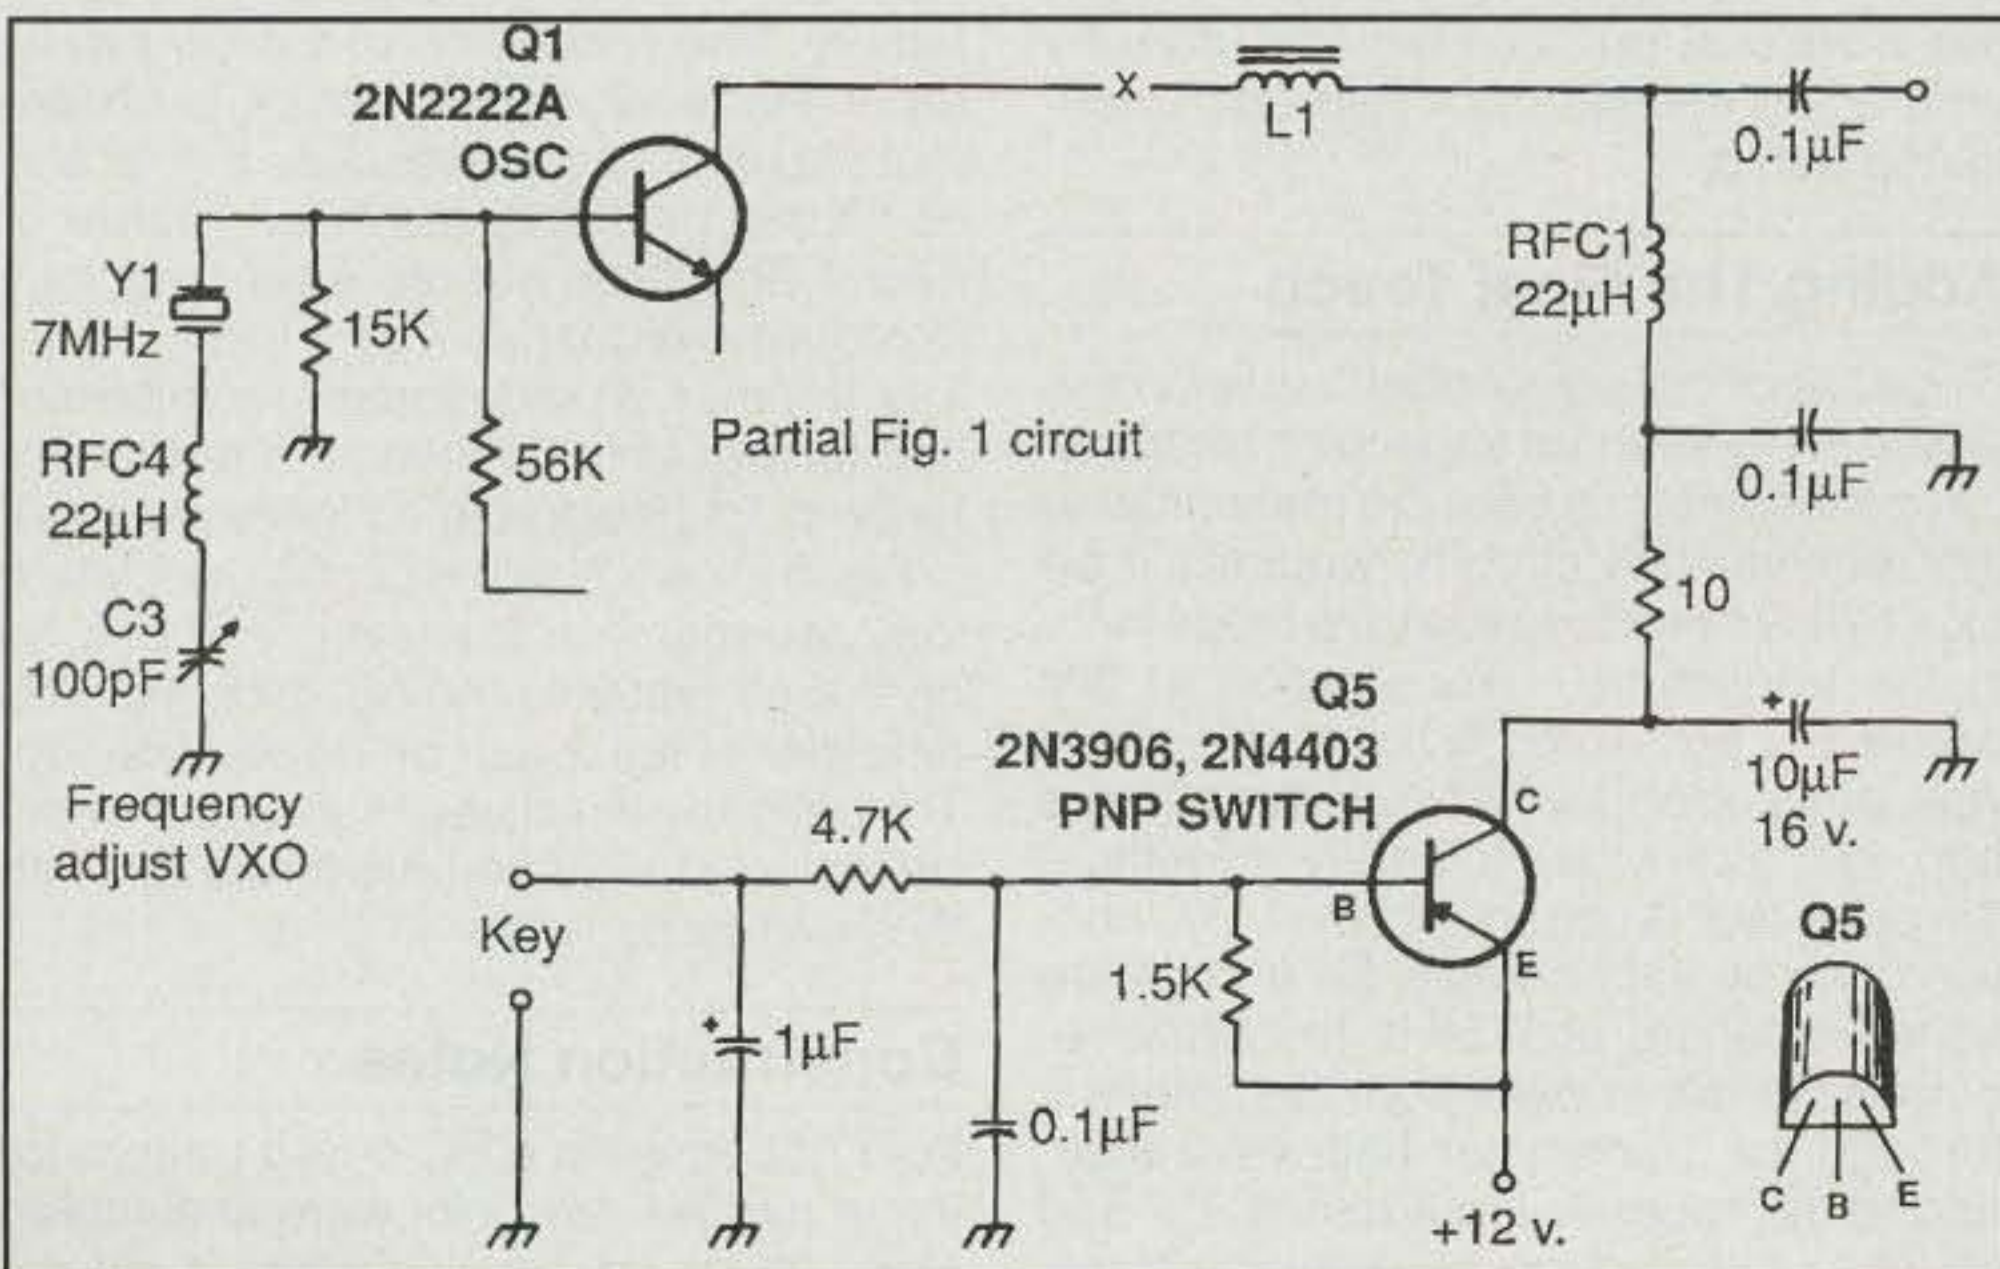 Q1
2N2222A
OSC
X
L1
0.1µF
RFC1
22µH
Y1
7MHz
15K
RFC4
22µH
56K
Partial Fig. 1 circuit
0.1µF
10
C3
100pF
Frequency
adjust VXO
Q5
2N3906, 2N4403
PNP SWITCH
C
B
E
+
10µF
16 v.
4.7K
Key
1.5K
+
1µF
0.1µF
+12 v.
Q5
C
B
E